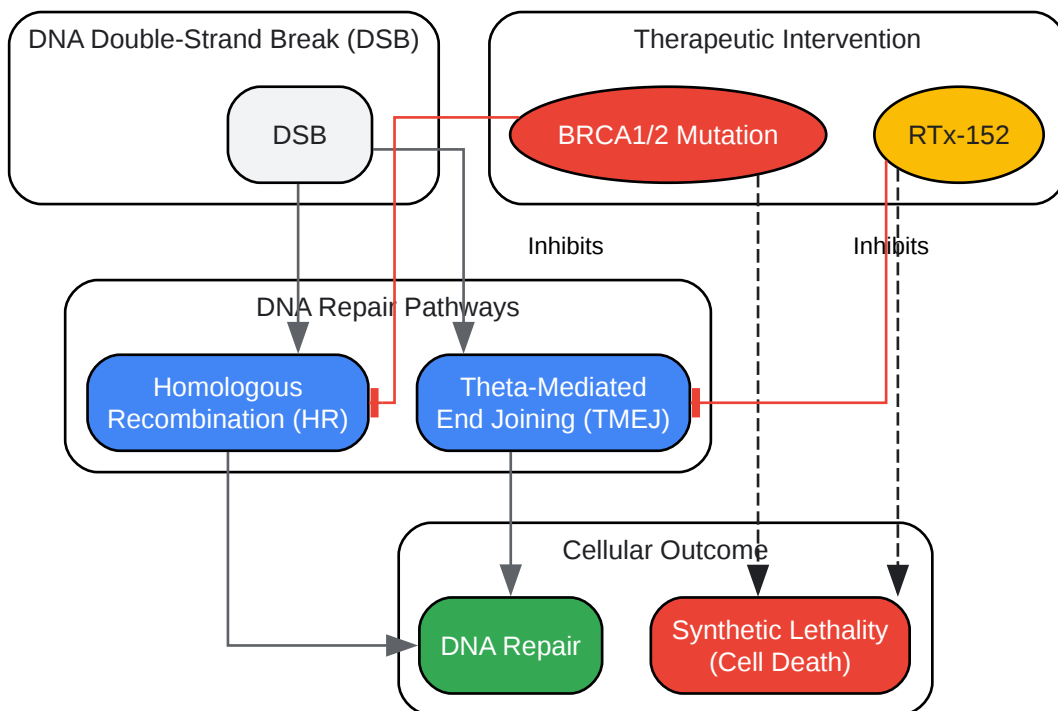 DNA Double-Strand Break (DSB)
Therapeutic Intervention
DSB
BRCA1/2 Mutation
RTx-152
Inhibits
Inhibits
DNA Repair Pathways
Homologous
Recombination (HR)
Theta-Mediated
End Joining (TMEJ)
Cellular Outcome
DNA Repair
Synthetic Lethality
(Cell Death)